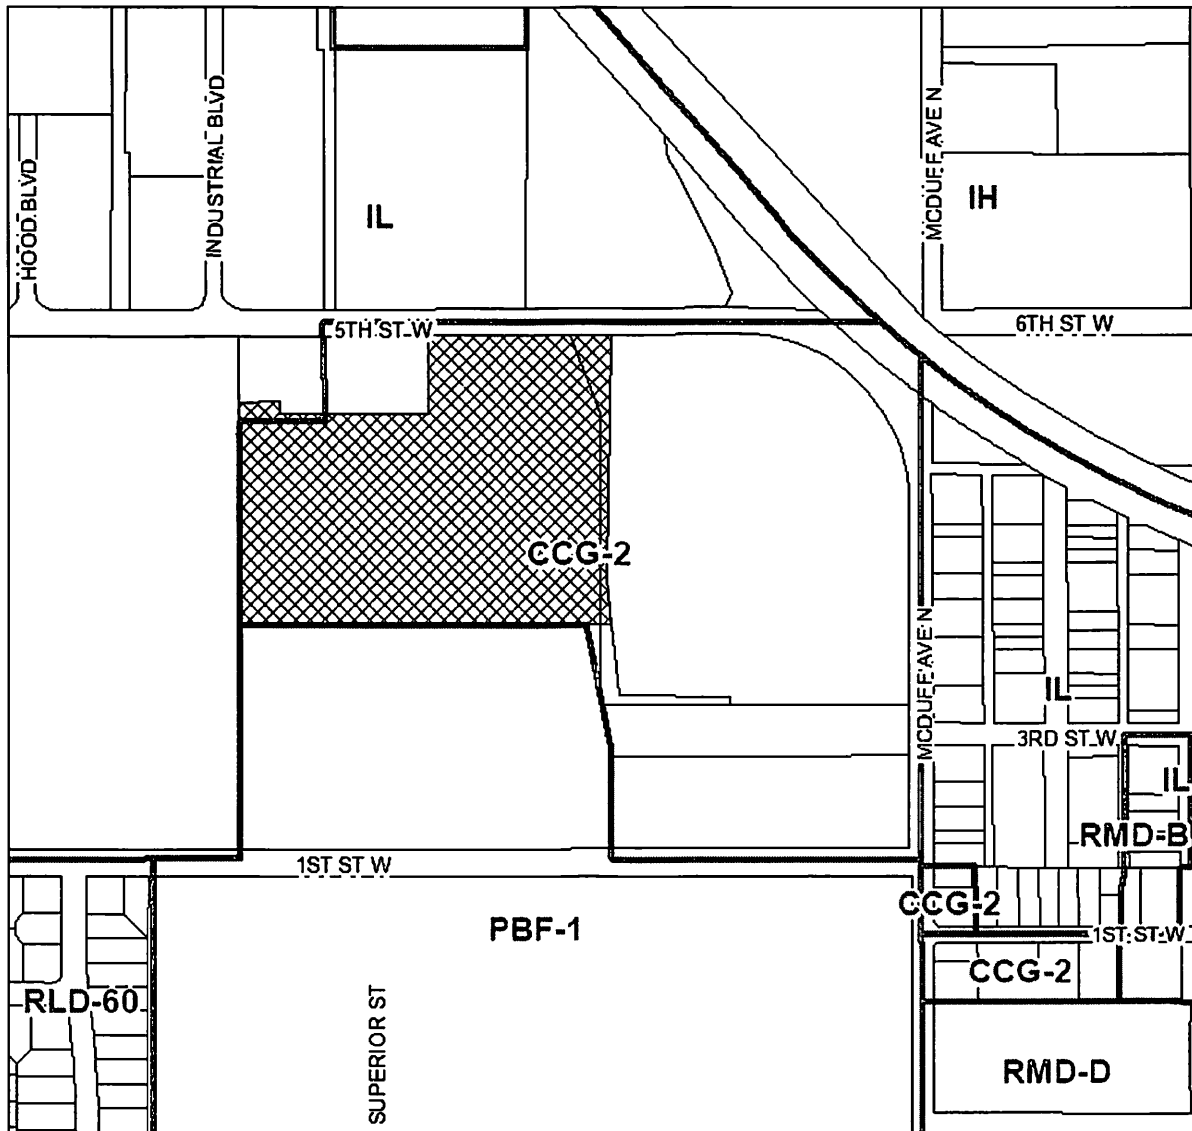 HOOD BLVD
INDUSTRIAL BLVD
IL
MCDUFF AVE N
IH
5TH ST W
6TH ST W
CCG-2
MCDUFF AVE N
IL
3RD ST W
IL
RMD-B
1ST ST W
CCG-2
PBF-1
1ST ST W
CCG-2
RLD-60
SUPERIOR ST
RMD-D